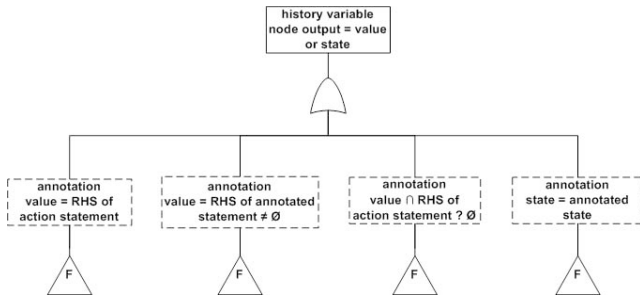 history variable
node output = value
or state
annotation
value = RHS of
action statement
annotation
value = RHS of annotated
statement ≠ Ø
annotation
value ∩ RHS of
action statement ? Ø
annotation
state = annotated
state
F
F
F
F